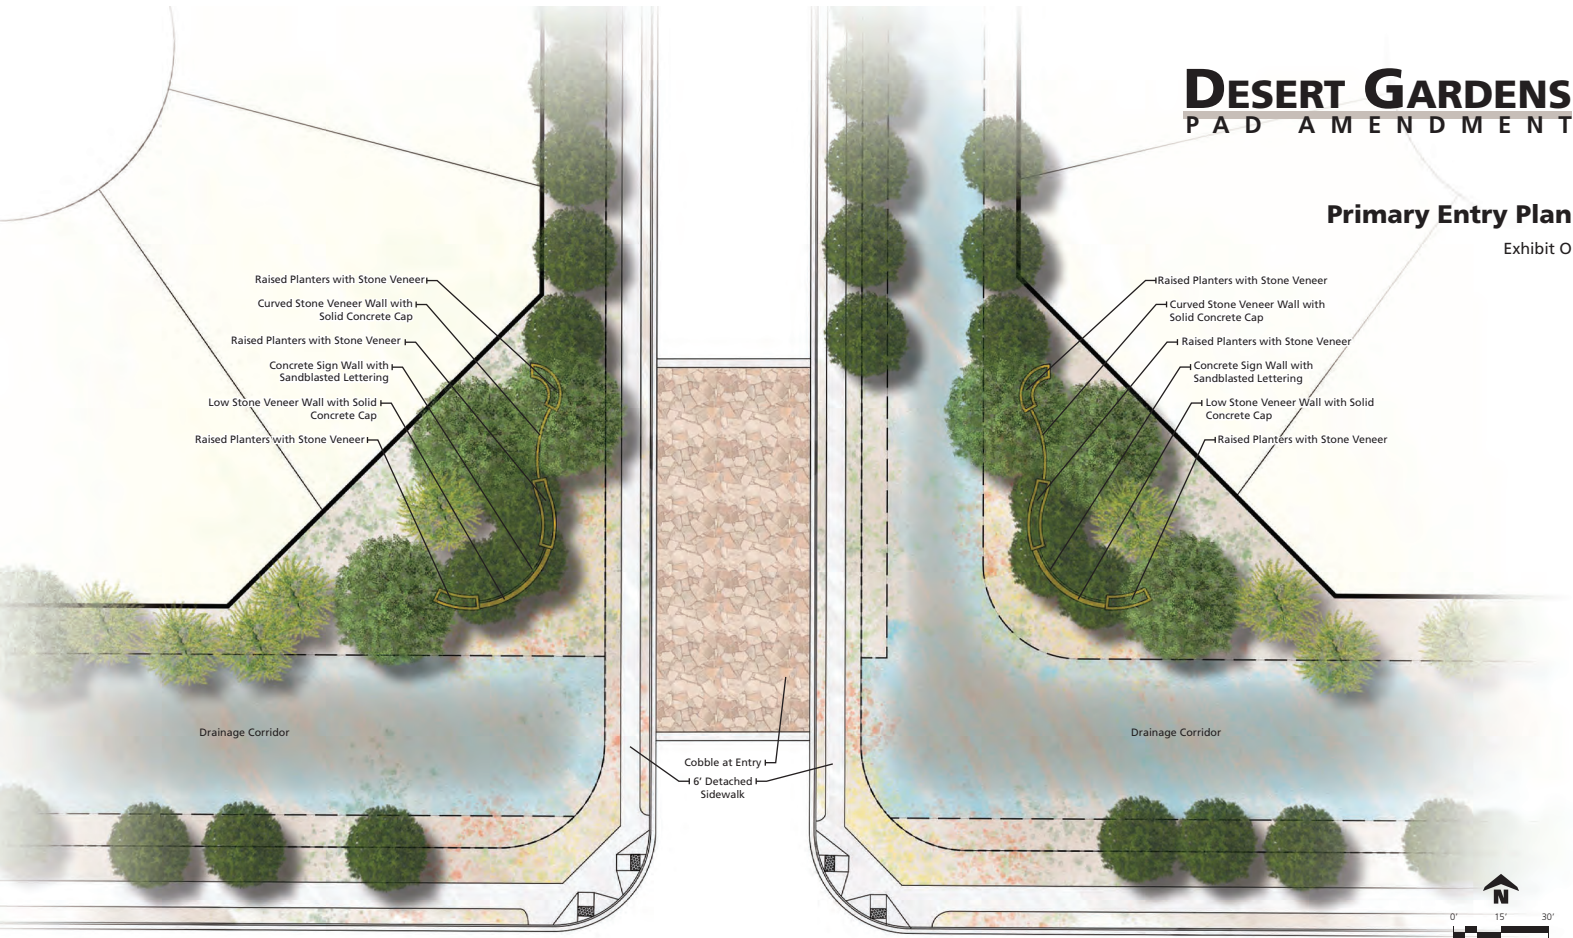 DESERT GARDENS
PAD AMENDMENT
Primary Entry Plan
Exhibit O
Raised Planters with Stone Veneer
Curved Stone Veneer Wall with
Solid Concrete Cap
Raised Planters with Stone Veneer
Concrete Sign Wall with
Sandblasted Lettering
Low Stone Veneer Wall with Solid
Concrete Cap
Raised Planters with Stone Veneer
Raised Planters with Stone Veneer
Curved Stone Veneer Wall with
Solid Concrete Cap
Raised Planters with Stone Veneer
Concrete Sign Wall with
Sandblasted Lettering
Low Stone Veneer Wall with Solid
Concrete Cap
Raised Planters with Stone Veneer
Drainage Corridor
Drainage Corridor
Cobble at Entry
6' Detached
Sidewalk
N
0' 15' 30'